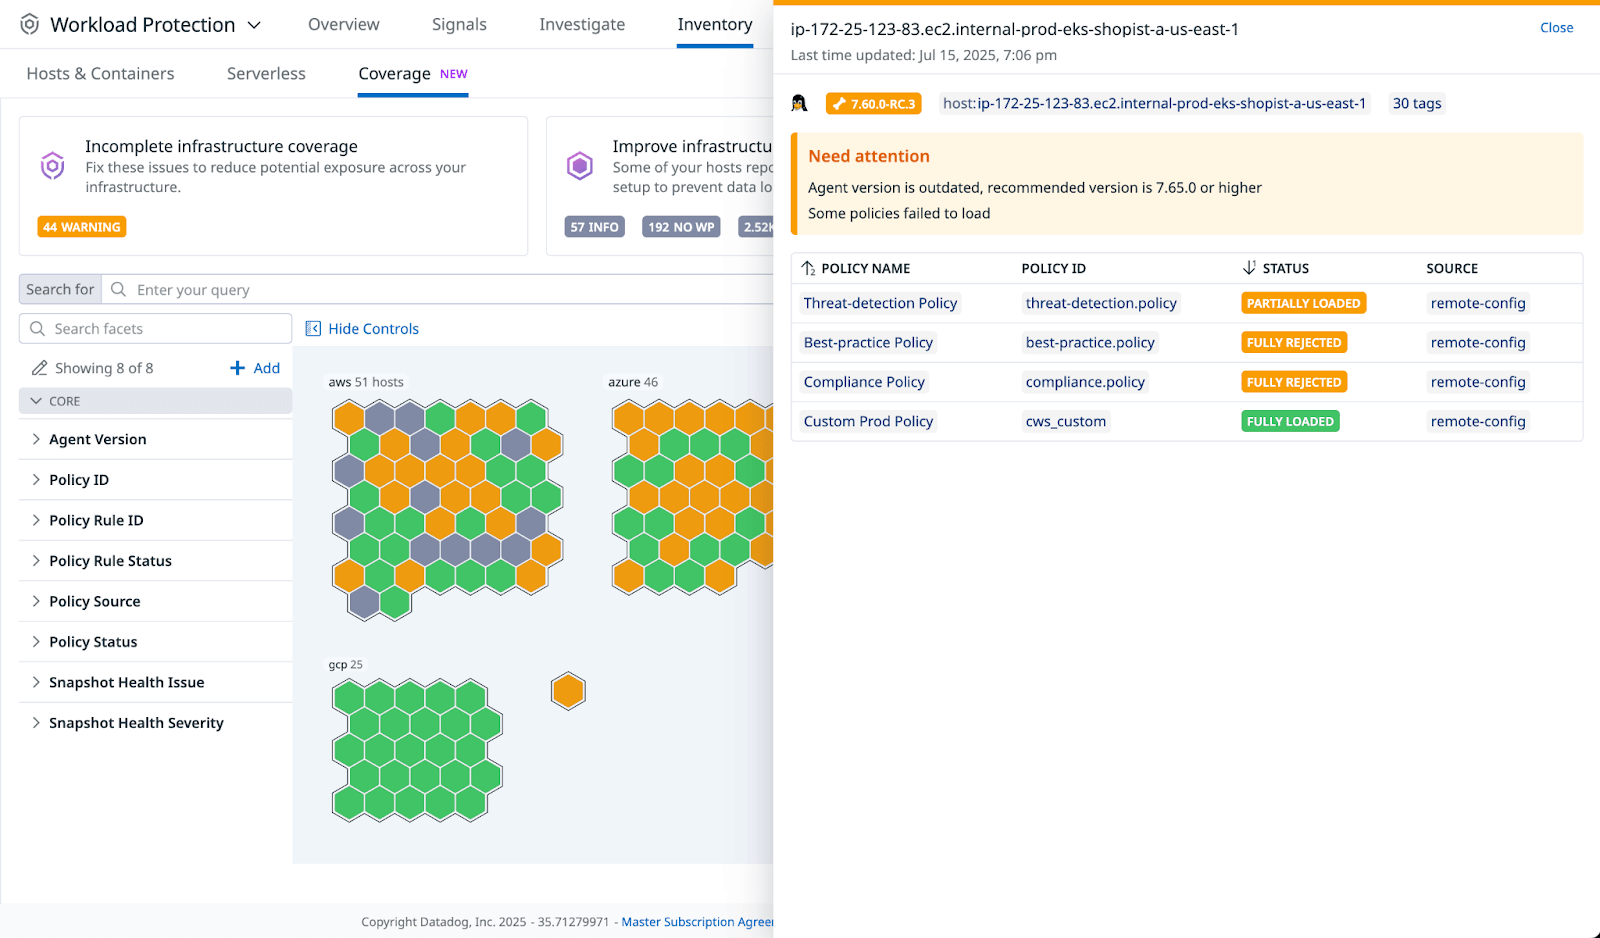 Workload Protection
Overview
Signals
Investigate
Inventory
Hosts & Containers
Serverless
Coverage NEW
Incomplete infrastructure coverage
Fix these issues to reduce potential exposure across your
infrastructure.
44 WARNING
Improve infrastructu
Some of your hosts repo
setup to prevent data lo
57 INFO
192 NO WP
2.52K
Search for
Enter your query
Search facets
Hide Controls
Showing 8 of 8
Add
CORE
Agent Version
Policy ID
Policy Rule ID
Policy Rule Status
Policy Source
Policy Status
Snapshot Health Issue
Snapshot Health Severity
aws 51 hosts
azure 46
gcp 25
Copyright Datadog, Inc. 2025 - 35.71279971 - Master Subscription Agreem
ip-172-25-123-83.ec2.internal-prod-eks-shopist-a-us-east-1
Close
Last time updated: Jul 15, 2025, 7:06 pm
7.60.0-RC.3
host:ip-172-25-123-83.ec2.internal-prod-eks-shopist-a-us-east-1
30 tags
Need attention
Agent version is outdated, recommended version is 7.65.0 or higher
Some policies failed to load
POLICY NAME POLICY ID STATUS SOURCE
Threat-detection Policy threat-detection.policy PARTIALLY LOADED remote-config
Best-practice Policy best-practice.policy FULLY REJECTED remote-config
Compliance Policy compliance.policy FULLY REJECTED remote-config
Custom Prod Policy cws_custom FULLY LOADED remote-config